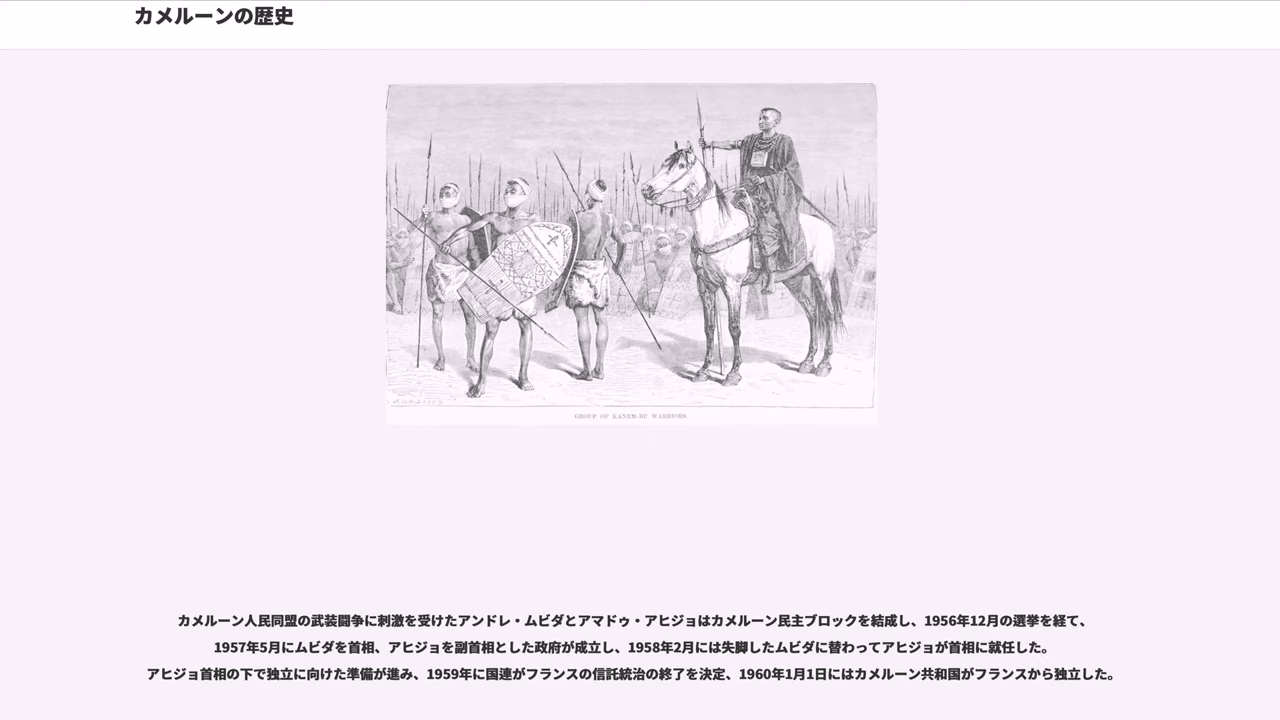 カメルーンの歴史
GROUP OF KANEM-BU WARRIORS.
カメルーン人民同盟の武装闘争に刺激を受けたアンドレ・ムビダとアマドゥ・アヒジョはカメルーン民主ブロックを結成し、1956年12月の選挙を経て、
1957年5月にムビダを首相、アヒジョを副首相とした政府が成立し、1958年2月には失脚したムビダに替わってアヒジョが首相に就任した。
アヒジョ首相の下で独立に向けた準備が進み、1959年に国連がフランスの信託統治の終了を決定、1960年1月1日にはカメルーン共和国がフランスから独立した。